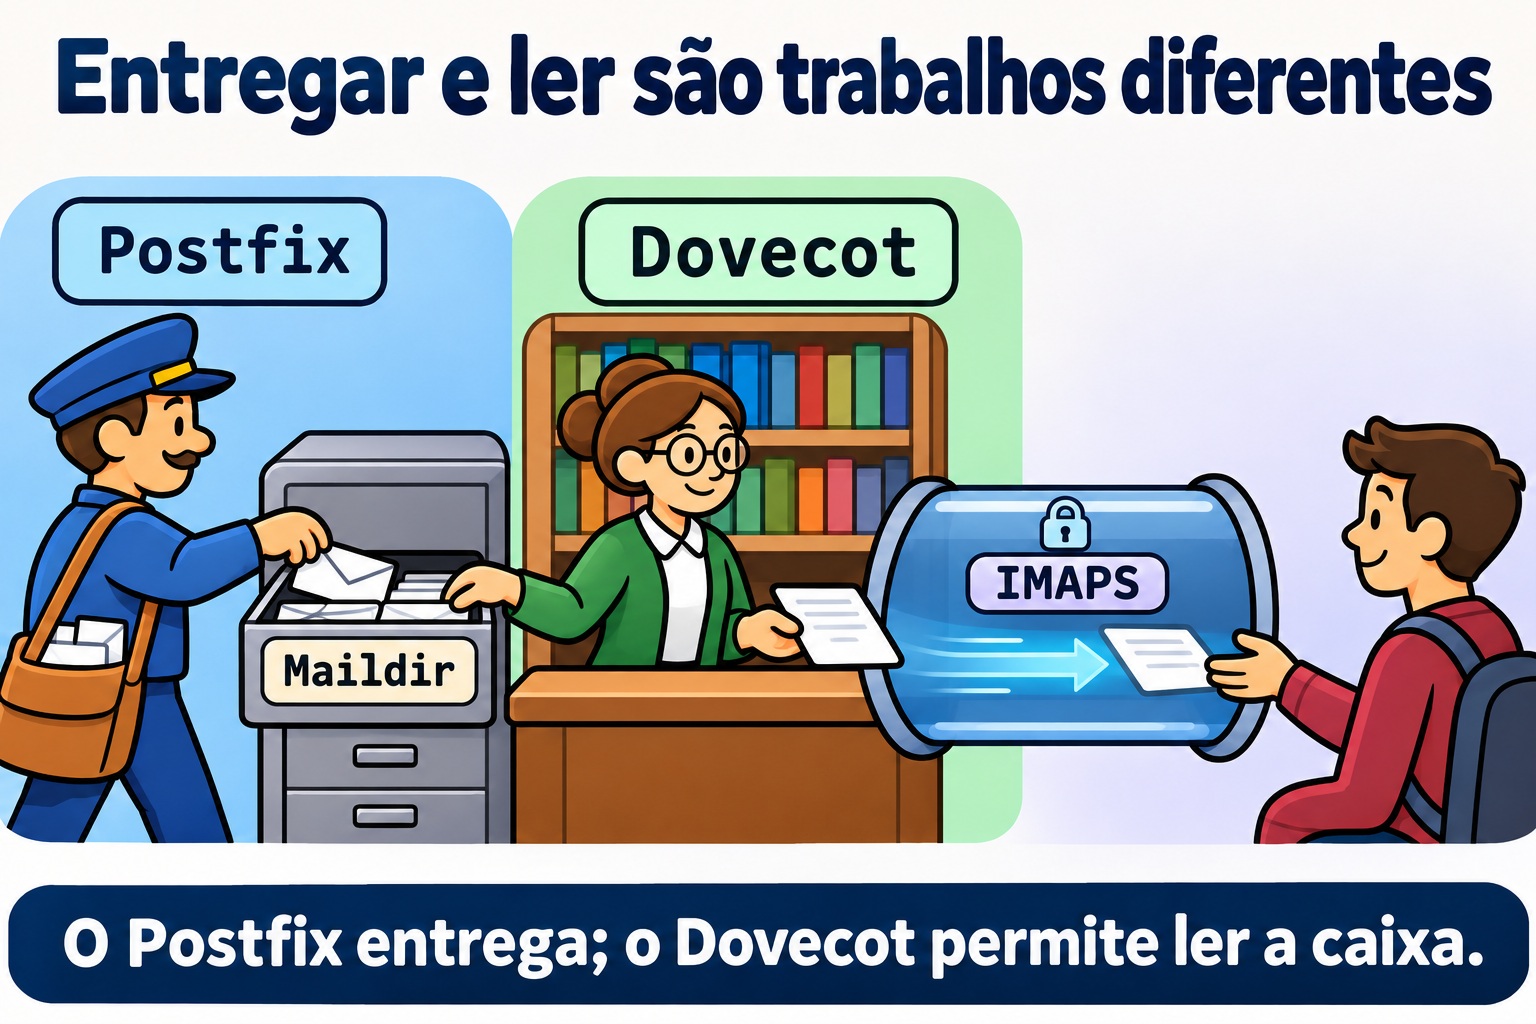 Entregar e ler são trabalhos diferentes
Postfix
Dovecot
IMAPS
Maildir
O Postfix entrega; o Dovecot permite ler a caixa.